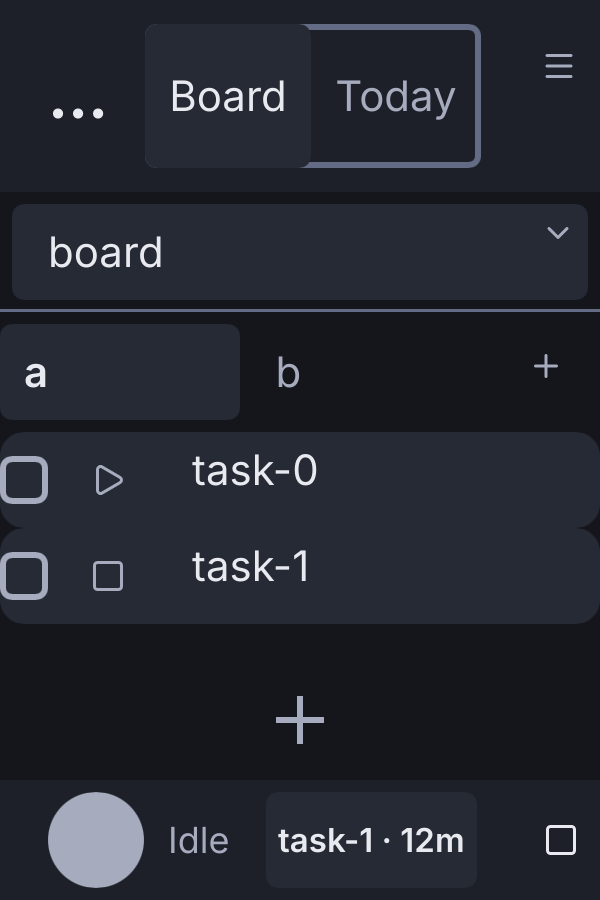 ... Board Today
board
a b
task-0
task-1
Idle task-1 · 12m